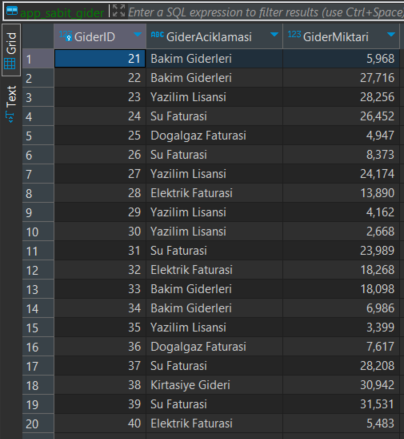 app_sabit_gider Enter a SQL expression to filter results (use Ctrl+Space
Grid
Text
GiderID ABC GiderAciklamasi 123 GiderMiktari
1 21 Bakim Giderleri 5,968
2 22 Bakim Giderleri 27,716
3 23 Yazilim Lisansi 28,256
4 24 Su Faturasi 26,452
5 25 Dogalgaz Faturasi 4,947
6 26 Su Faturasi 8,373
7 27 Yazilim Lisansi 24,174
8 28 Elektrik Faturasi 13,890
9 29 Yazilim Lisansi 4,162
10 30 Yazilim Lisansi 2,668
11 31 Su Faturasi 23,989
12 32 Elektrik Faturasi 18,268
13 33 Bakim Giderleri 18,098
14 34 Bakim Giderleri 6,986
15 35 Yazilim Lisansi 3,399
16 36 Dogalgaz Faturasi 7,617
17 37 Su Faturasi 28,208
18 38 Kirtasiye Gideri 30,942
19 39 Su Faturasi 31,531
20 40 Elektrik Faturasi 5,483